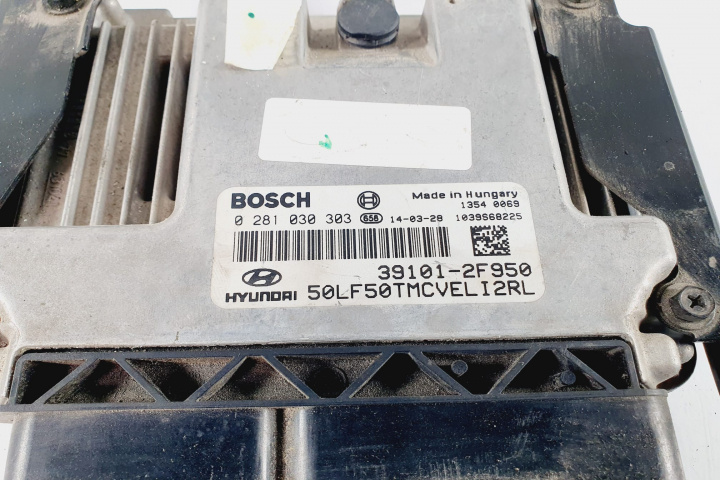 BOSCH
Made in Hungary
1354 0069
0 281 030 303 658 14-03-28 1039S68225
39101-2F950
HYUNDAI 50LF50TMCVELI2RL